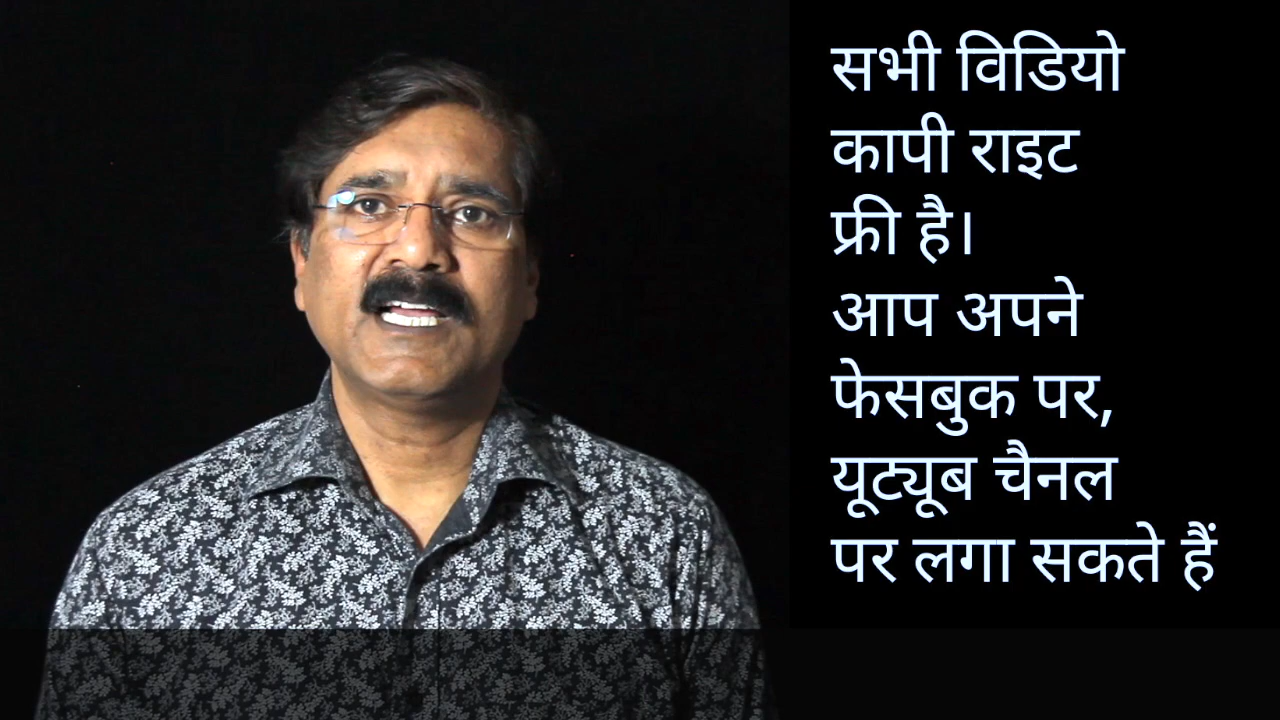 सभी विडियो
कापी राइट
फ्री है।
आप अपने
फेसबुक पर,
यूट्यूब चैनल
पर लगा सकते हैं